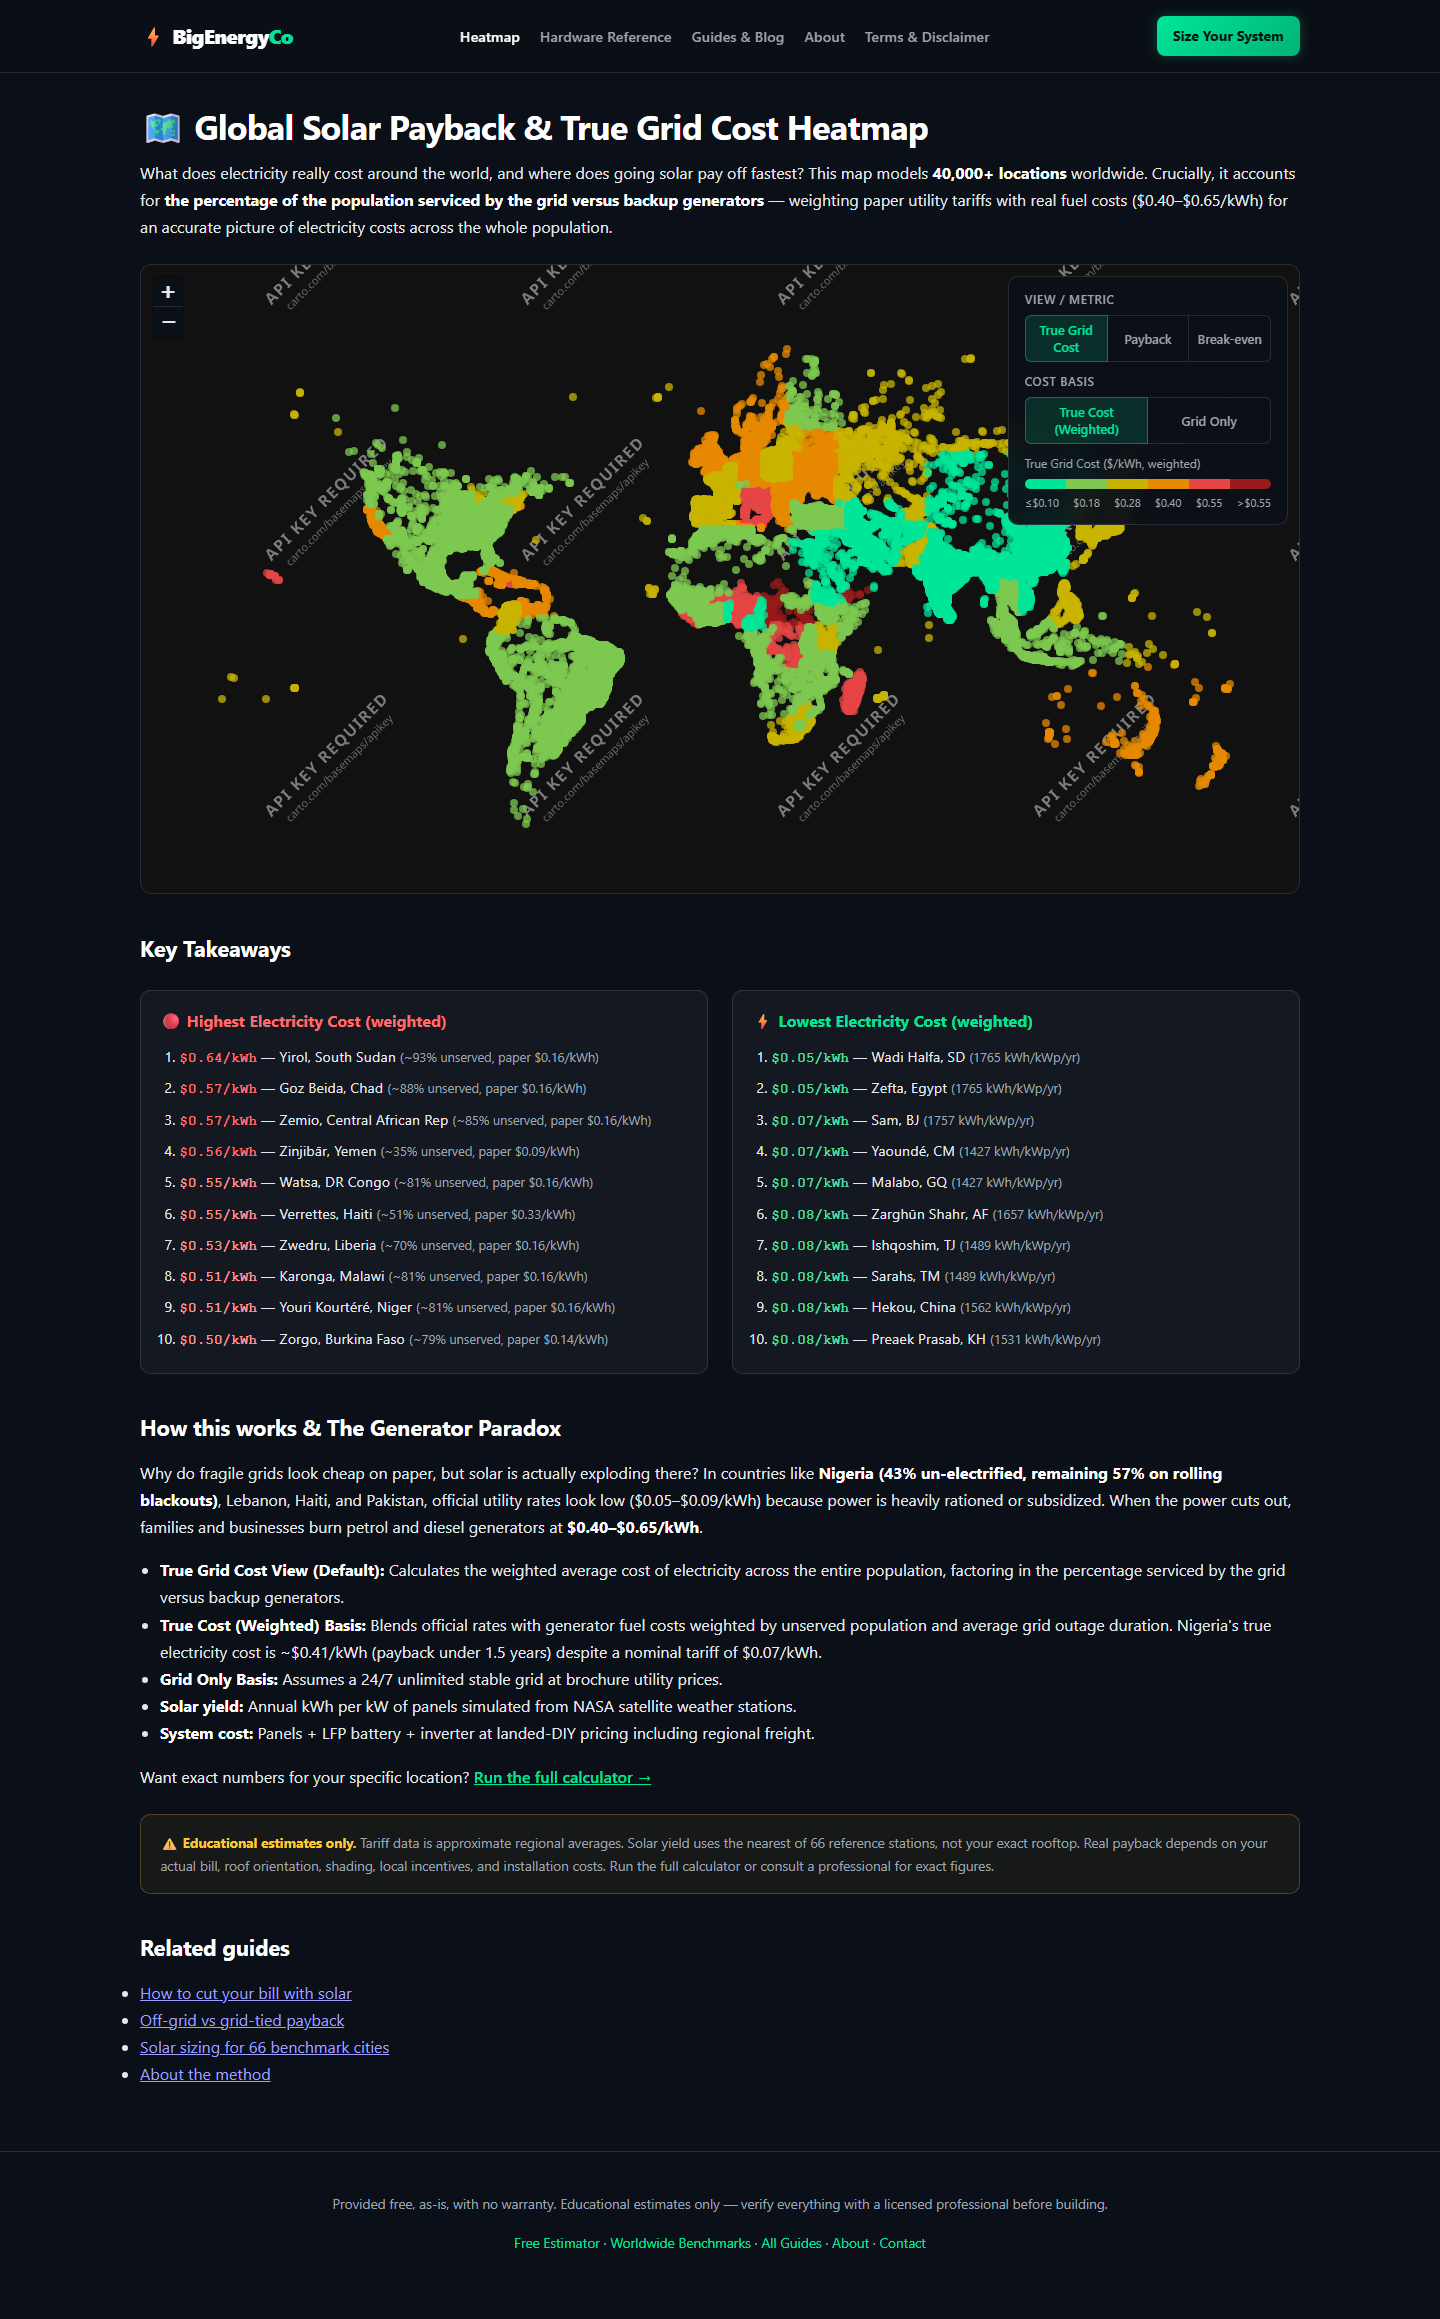 BigEnergyCo
Heatmap
Hardware Reference
Guides & Blog
About
Terms & Disclaimer
Size Your System
Global Solar Payback & True Grid Cost Heatmap
What does electricity really cost around the world, and where does going solar pay off fastest? This map models 40,000+ locations worldwide. Crucially, it accounts
for the percentage of the population serviced by the grid versus backup generators — weighting paper utility tariffs with real fuel costs ($0.40–$0.65/kWh) for
an accurate picture of electricity costs across the whole population.
+
−
VIEW / METRIC
True Grid
Cost
Payback
Break-even
COST BASIS
True Cost
(Weighted)
Grid Only
True Grid Cost ($/kWh, weighted)
≤$0.10 $0.18 $0.28 $0.40 $0.55 >$0.55
API KEY REQUIRED
carto.com/basemaps/apikey
API KEY REQUIRED
carto.com/basemaps/apikey
API KEY REQUIRED
carto.com/basemaps/apikey
API KEY REQUIRED
carto.com/basemaps/apikey
API KEY REQUIRED
carto.com/basemaps/apikey
API KEY REQUIRED
Key Takeaways
Highest Electricity Cost (weighted)
1. $0.64/kWh — Yirol, South Sudan (~93% unserved, paper $0.16/kWh)
2. $0.57/kWh — Goz Beida, Chad (~88% unserved, paper $0.16/kWh)
3. $0.57/kWh — Zemio, Central African Rep (~85% unserved, paper $0.16/kWh)
4. $0.56/kWh — Zinjibār, Yemen (~35% unserved, paper $0.09/kWh)
5. $0.55/kWh — Watsa, DR Congo (~81% unserved, paper $0.16/kWh)
6. $0.55/kWh — Verrettes, Haiti (~51% unserved, paper $0.33/kWh)
7. $0.53/kWh — Zwedru, Liberia (~70% unserved, paper $0.16/kWh)
8. $0.51/kWh — Karonga, Malawi (~81% unserved, paper $0.16/kWh)
9. $0.51/kWh — Youri Kourtéré, Niger (~81% unserved, paper $0.16/kWh)
10. $0.50/kWh — Zorgo, Burkina Faso (~79% unserved, paper $0.14/kWh)
Lowest Electricity Cost (weighted)
1. $0.05/kWh — Wadi Halfa, SD (1765 kWh/kWp/yr)
2. $0.05/kWh — Zefta, Egypt (1765 kWh/kWp/yr)
3. $0.07/kWh — Sam, BJ (1757 kWh/kWp/yr)
4. $0.07/kWh — Yaoundé, CM (1427 kWh/kWp/yr)
5. $0.07/kWh — Malabo, GQ (1427 kWh/kWp/yr)
6. $0.08/kWh — Zarghūn Shahr, AF (1657 kWh/kWp/yr)
7. $0.08/kWh — Ishqoshim, TJ (1489 kWh/kWp/yr)
8. $0.08/kWh — Sarahs, TM (1489 kWh/kWp/yr)
9. $0.08/kWh — Hekou, China (1562 kWh/kWp/yr)
10. $0.08/kWh — Preaek Prasab, KH (1531 kWh/kWp/yr)
How this works & The Generator Paradox
Why do fragile grids look cheap on paper, but solar is actually exploding there? In countries like Nigeria (43% un-electrified, remaining 57% on rolling
blackouts), Lebanon, Haiti, and Pakistan, official utility rates look low ($0.05–$0.09/kWh) because power is heavily rationed or subsidized. When the power cuts out,
families and businesses burn petrol and diesel generators at $0.40–$0.65/kWh.
• True Grid Cost View (Default): Calculates the weighted average cost of electricity across the entire population, factoring in the percentage serviced by the grid
versus backup generators.
• True Cost (Weighted) Basis: Blends official rates with generator fuel costs weighted by unserved population and average grid outage duration. Nigeria's true
electricity cost is ~$0.41/kWh (payback under 1.5 years) despite a nominal tariff of $0.07/kWh.
• Grid Only Basis: Assumes a 24/7 unlimited stable grid at brochure utility prices.
• Solar yield: Annual kWh per kW of panels simulated from NASA satellite weather stations.
• System cost: Panels + LFP battery + inverter at landed-DIY pricing including regional freight.
Want exact numbers for your specific location? Run the full calculator →
Educational estimates only. Tariff data is approximate regional averages. Solar yield uses the nearest of 66 reference stations, not your exact rooftop. Real payback depends on your
actual bill, roof orientation, shading, local incentives, and installation costs. Run the full calculator or consult a professional for exact figures.
Related guides
• How to cut your bill with solar
• Off-grid vs grid-tied payback
• Solar sizing for 66 benchmark cities
• About the method
Provided free, as-is, with no warranty. Educational estimates only — verify everything with a licensed professional before building.
Free Estimator · Worldwide Benchmarks · All Guides · About · Contact